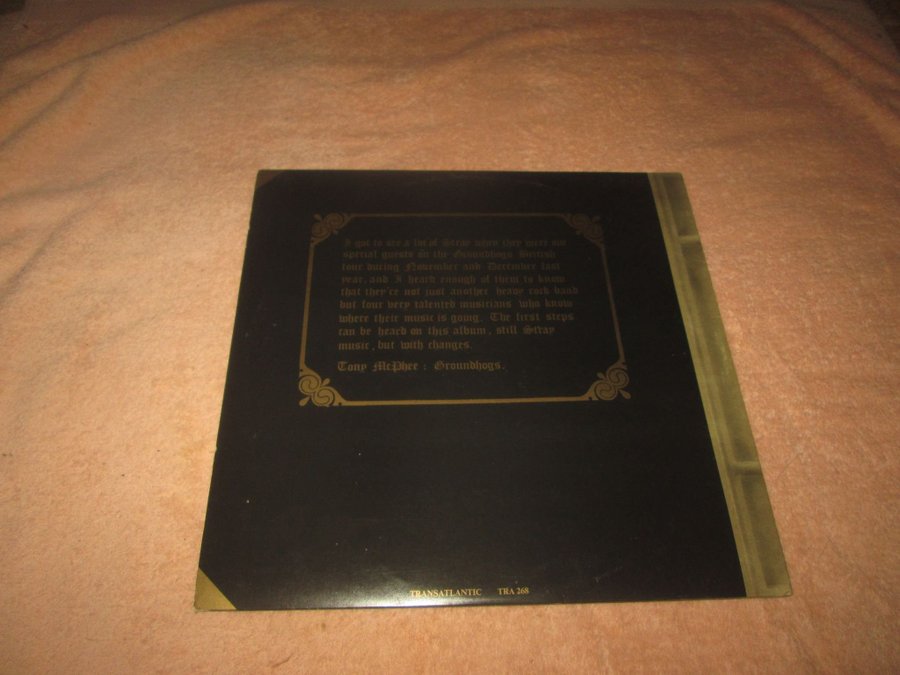 I got to see a lot of Stray when they were our
special guests on the Groundhogs British
tour during November and December last
year, and I heard enough of them to know
that they're not just another heavy rock band
but four very talented musicians who know
where their music is going. The first steps
can be heard on this album, still Stray
music, but with changes.
Tony McPhee : Groundhogs.
TRANSATLANTIC TRA 268